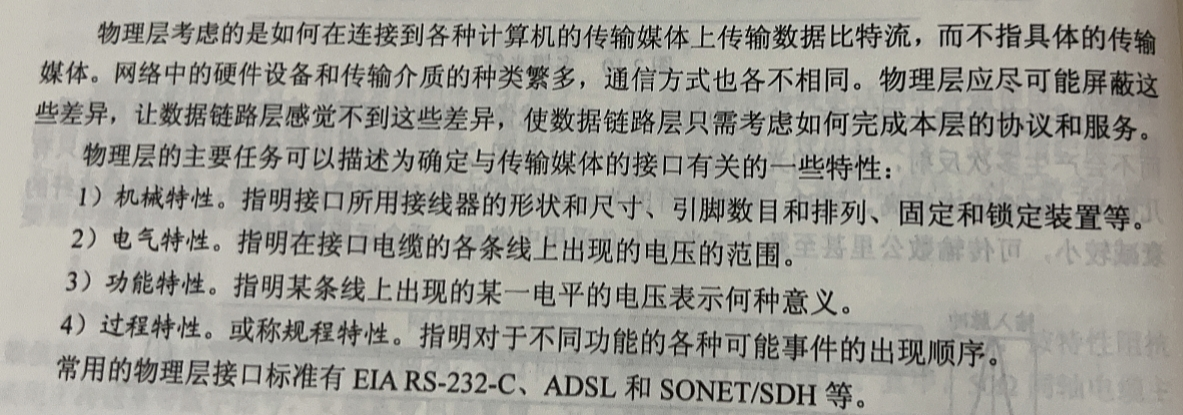 物理层考虑的是如何在连接到各种计算机的传输媒体上传输数据比特流，而不指具体的传输
媒体。网络中的硬件设备和传输介质的种类繁多，通信方式也各不相同。物理层应尽可能屏蔽这
些差异，让数据链路层感觉不到这些差异，使数据链路层只需考虑如何完成本层的协议和服务。
物理层的主要任务可以描述为确定与传输媒体的接口有关的一些特性：
1）机械特性。指明接口所用接线器的形状和尺寸、引脚数目和排列、固定和锁定装置等。
2）电气特性。指明在接口电缆的各条线上出现的电压的范围。
3）功能特性。指明某条线上出现的某一电平的电压表示何种意义。
4）过程特性。或称规程特性。指明对于不同功能的各种可能事件的出现顺序。
常用的物理层接口标准有 EIA RS-232-C、ADSL 和 SONET/SDH 等。